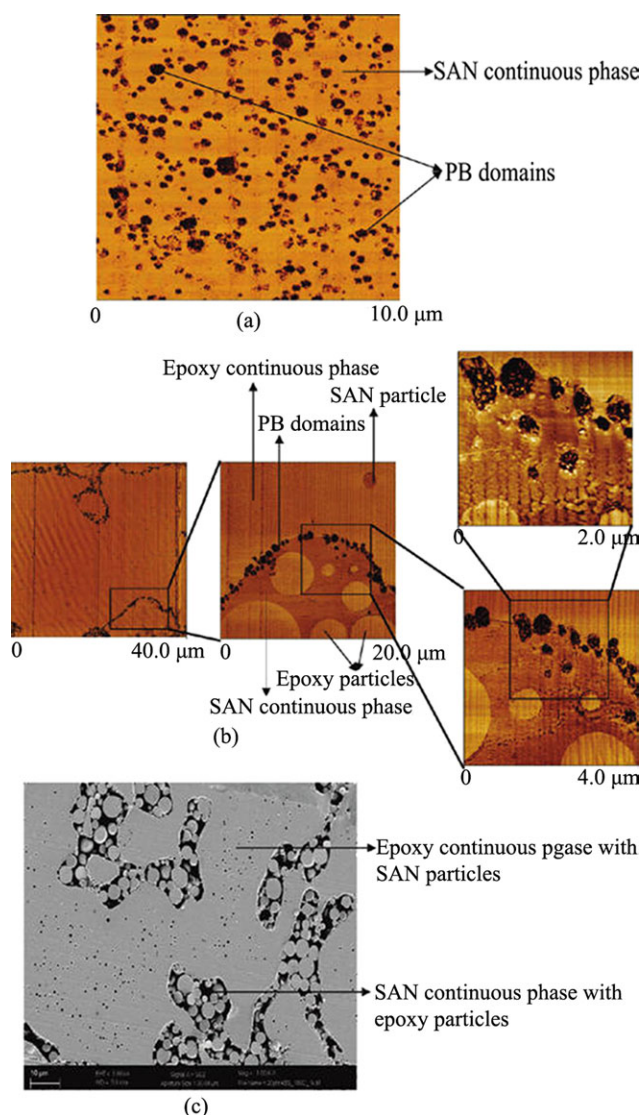 SAN continuous phase
PB domains
0
10.0 μm
(a)
Epoxy continuous phase
SAN particle
PB domains
0
2.0 μm
0
40.0 μm
0
20.0 μm
Epoxy particles
SAN continuous phase
(b)
0
4.0 μm
Epoxy continuous pgase with
SAN particles
SAN continuous phase with
epoxy particles
10 μm
(c)